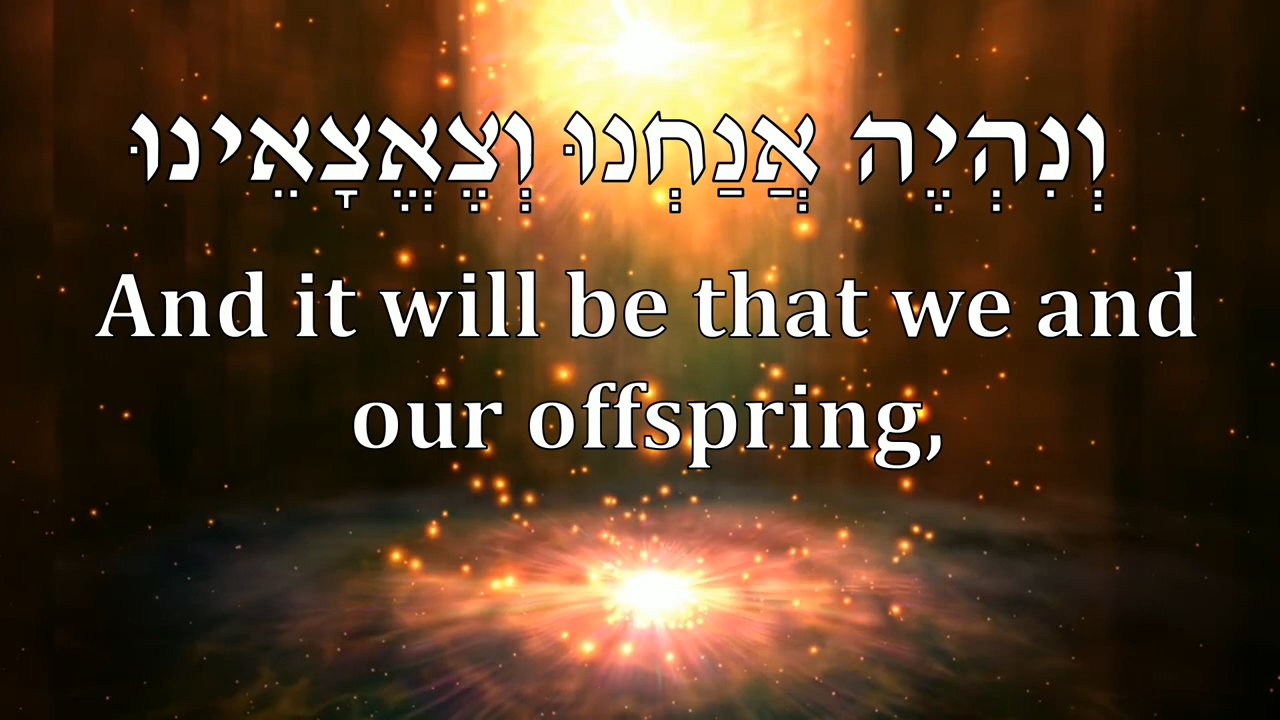 וְנִהְיֶה אֲנַחְנוּ וְצֶאֱצָאֵינוּ
And it will be that we and
our offspring,